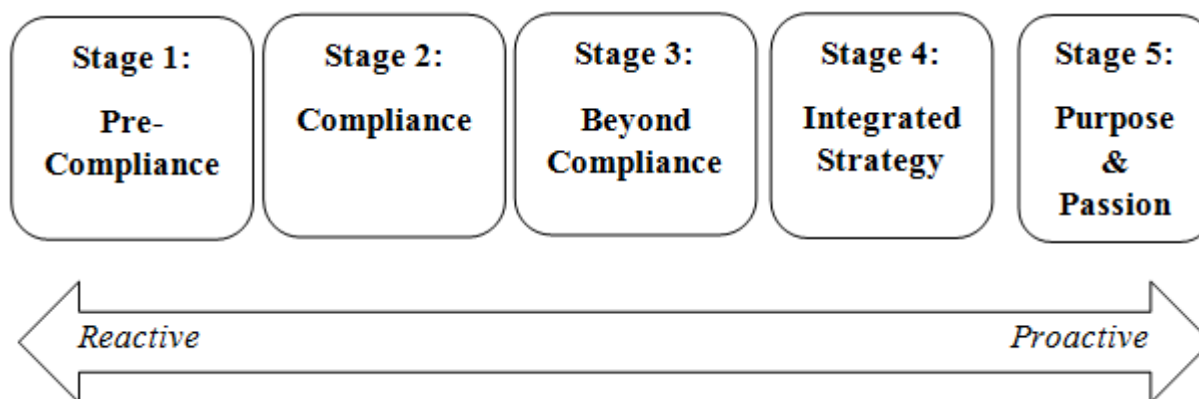 Stage 1:
Pre-
Compliance
Stage 2:
Compliance
Stage 3:
Beyond
Compliance
Stage 4:
Integrated
Strategy
Stage 5:
Purpose
&
Passion
Reactive
Proactive